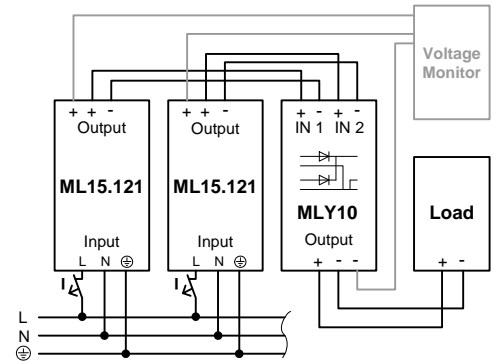 Voltage
Monitor
+ + -
Output
ML15.121
Input
L N ⏚
I
+ + -
Output
ML15.121
Input
L N ⏚
I
+ - + -
IN 1 IN 2
MLY10
Output
+ - -
Load
+ -
L
N
⏚